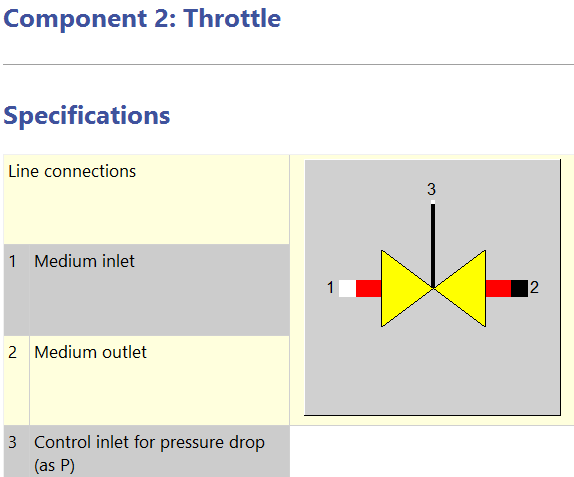 Component 2: Throttle
Specifications
Line connections
1 Medium inlet
2 Medium outlet
3 Control inlet for pressure drop
(as P)
3
1
2